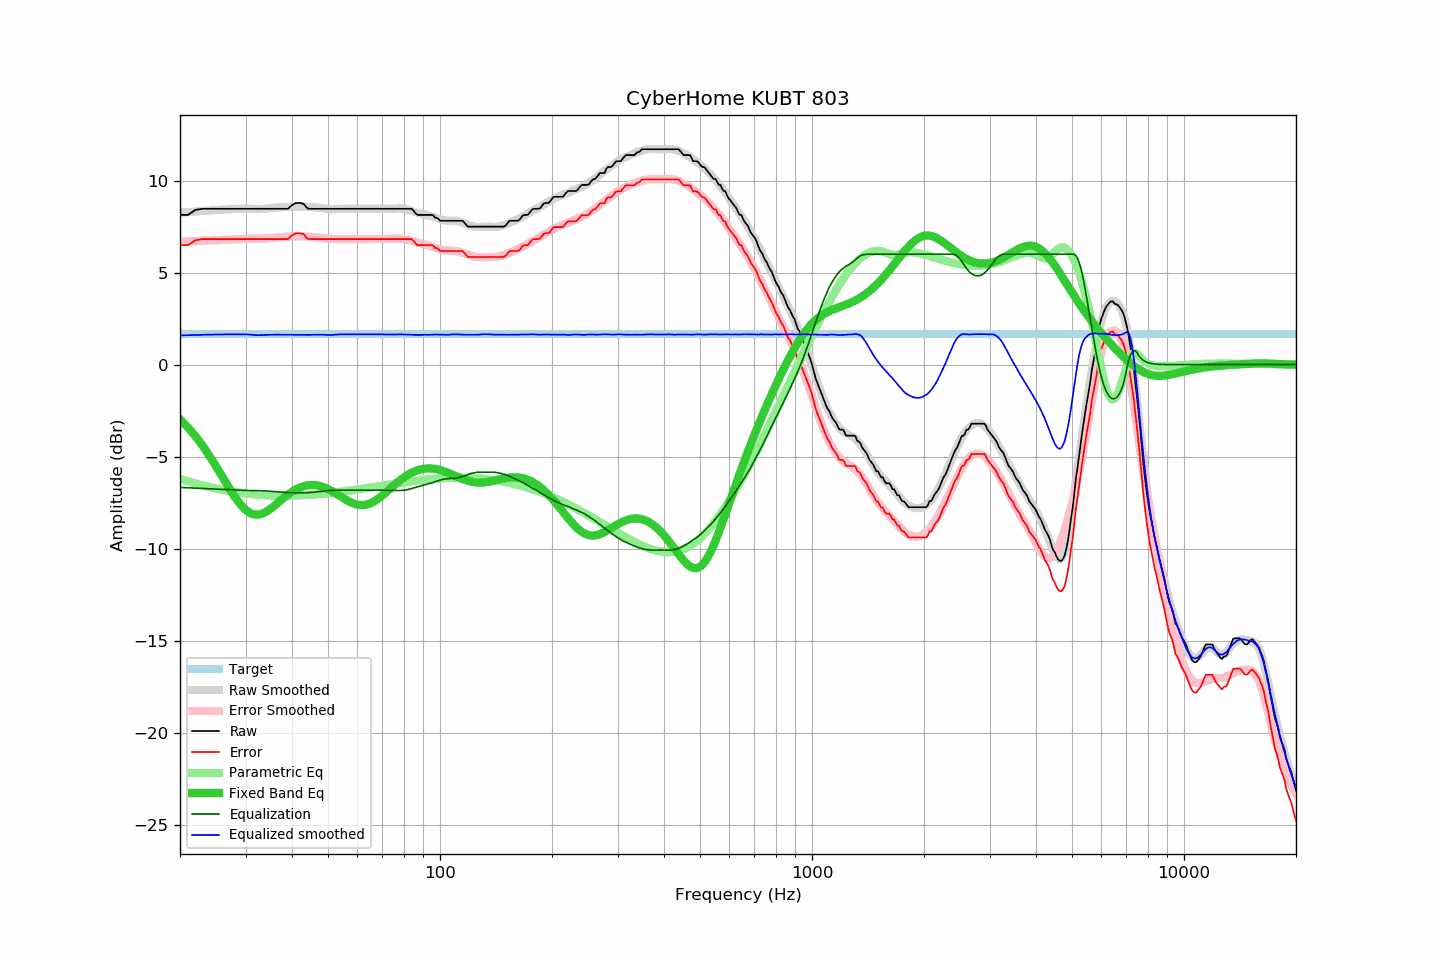 CyberHome KUBT 803
10
5
0
−5
−10
−15
−20
−25
Amplitude (dBr)
Target
Raw Smoothed
Error Smoothed
Raw
Error
Parametric Eq
Fixed Band Eq
Equalization
Equalized smoothed
100 1000 10000
Frequency (Hz)